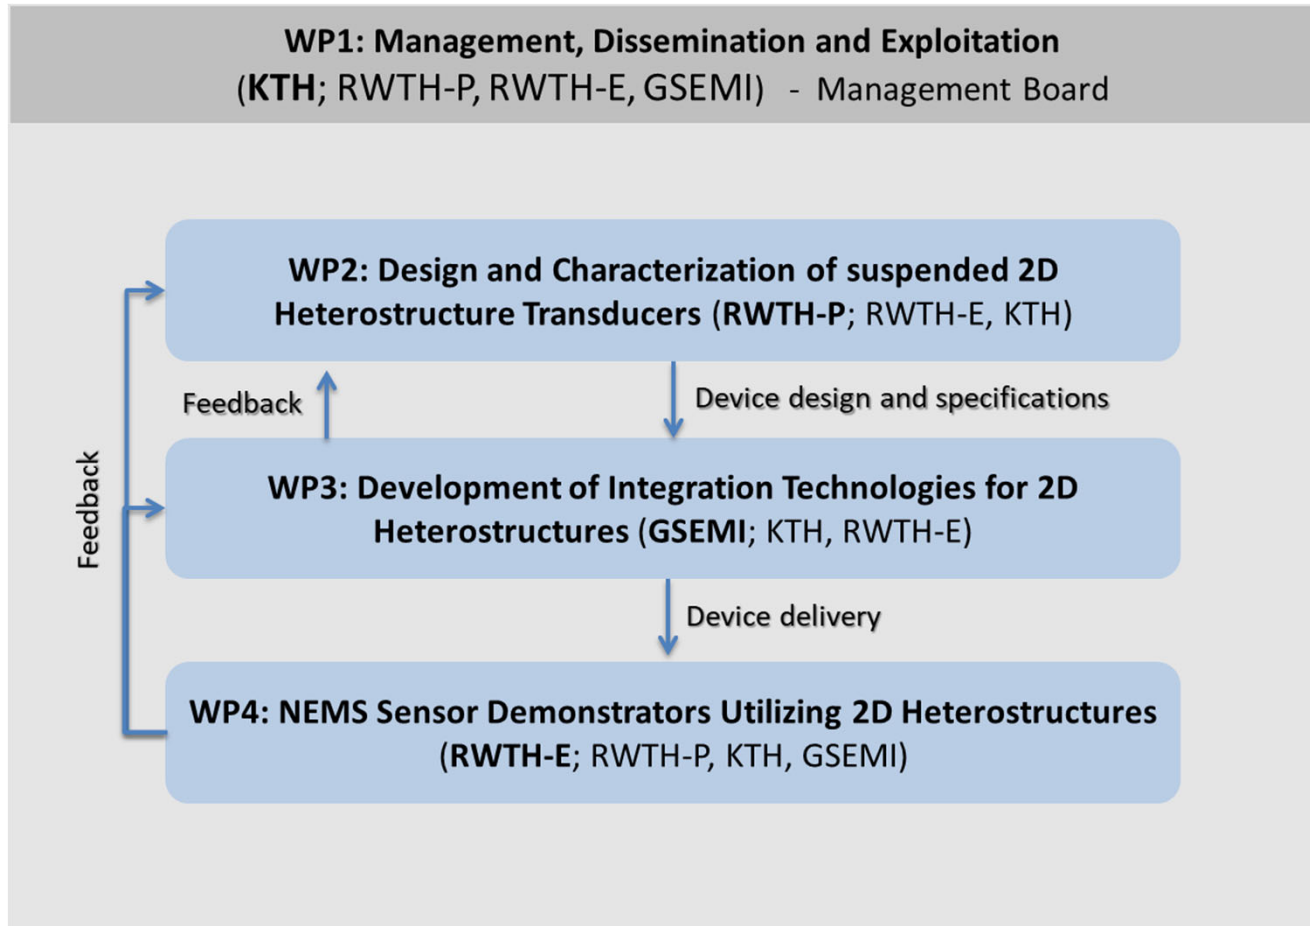 WP1: Management, Dissemination and Exploitation
(KTH; RWTH-P, RWTH-E, GSEMI) - Management Board
WP2: Design and Characterization of suspended 2D
Heterostructure Transducers (RWTH-P; RWTH-E, KTH)
Feedback
Device design and specifications
Feedback
WP3: Development of Integration Technologies for 2D
Heterostructures (GSEMI; KTH, RWTH-E)
Device delivery
WP4: NEMS Sensor Demonstrators Utilizing 2D Heterostructures
(RWTH-E; RWTH-P, KTH, GSEMI)